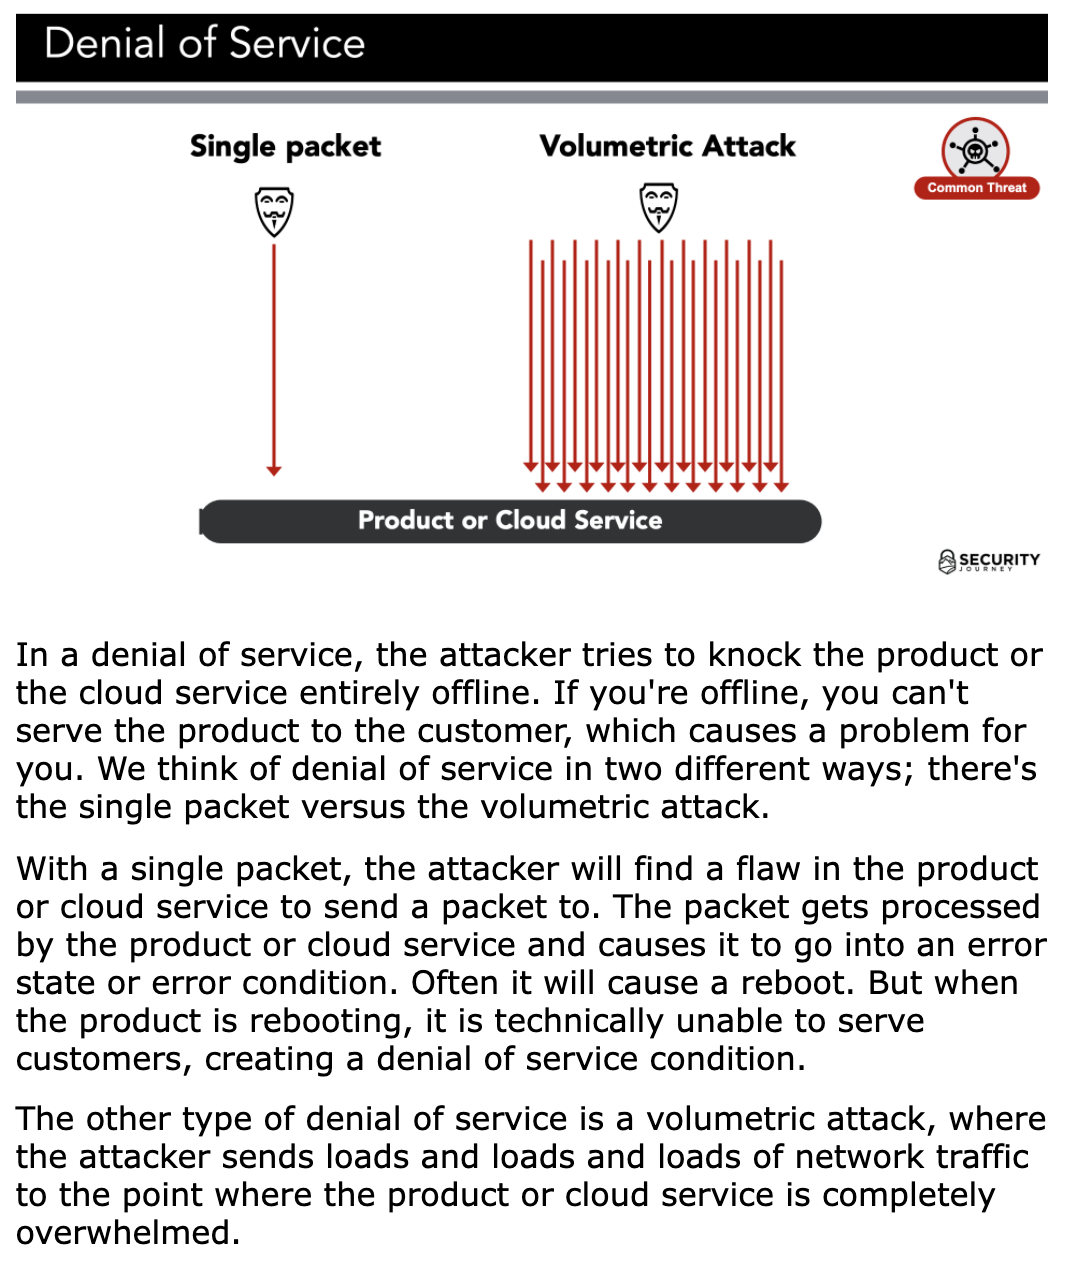 Denial of Service
Single packet
Volumetric Attack
Common Threat
Product or Cloud Service
SECURITY
JOURNEY
In a denial of service, the attacker tries to knock the product or
the cloud service entirely offline. If you're offline, you can't
serve the product to the customer, which causes a problem for
you. We think of denial of service in two different ways; there's
the single packet versus the volumetric attack.
With a single packet, the attacker will find a flaw in the product
or cloud service to send a packet to. The packet gets processed
by the product or cloud service and causes it to go into an error
state or error condition. Often it will cause a reboot. But when
the product is rebooting, it is technically unable to serve
customers, creating a denial of service condition.
The other type of denial of service is a volumetric attack, where
the attacker sends loads and loads and loads of network traffic
to the point where the product or cloud service is completely
overwhelmed.